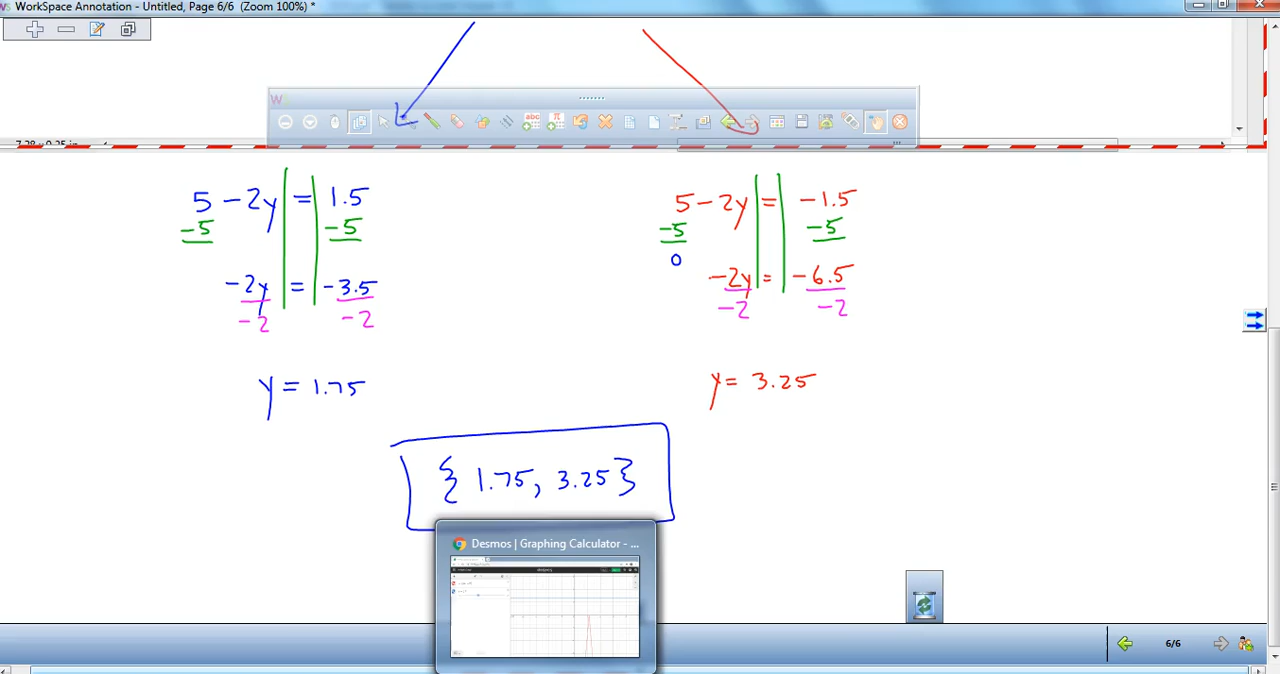 WorkSpace Annotation - Untitled, Page 6/6 (Zoom 100%) *
5 - 2y = 1.5
-5 -5
-2y = -3.5
-2 -2
y = 1.75
5 - 2y = -1.5
-5 -5
0
-2y = -6.5
-2 -2
y = 3.25
{ 1.75, 3.25 }
Desmos | Graphing Calculator - ...
6/6